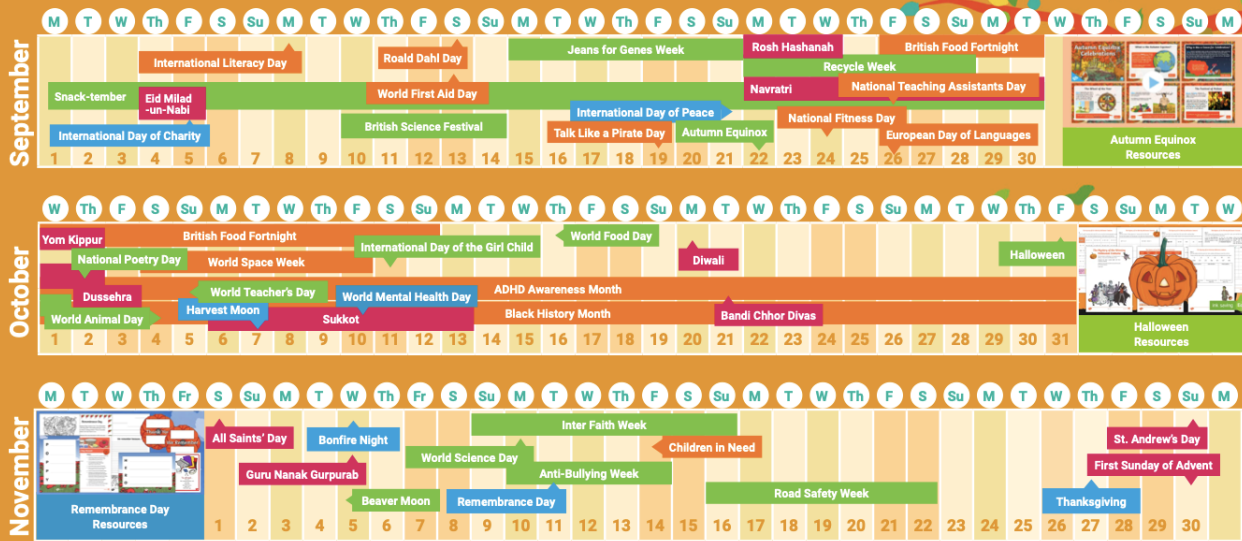 September
M T W Th F S Su M T W Th F S Su M T W Th F S Su M T W Th F S Su M T W Th F S Su M
Jeans for Genes Week
Rosh Hashanah
British Food Fortnight
Roald Dahl Day
International Literacy Day
Recycle Week
National Teaching Assistants Day
Navratri
World First Aid Day
Snack-tember
Eid Milad
-un-Nabi
International Day of Peace
National Fitness Day
British Science Festival
Talk Like a Pirate Day
Autumn Equinox
International Day of Charity
European Day of Languages
1 2 3 4 5 6 7 8 9 10 11 12 13 14 15 16 17 18 19 20 21 22 23 24 25 26 27 28 29 30
Autumn Equinox
Resources
October
W Th F S Su M T W Th F S Su M T W Th F S Su M T W Th F S Su M T W Th F S Su M T W
Yom Kippur
British Food Fortnight
World Food Day
International Day of the Girl Child
Halloween
National Poetry Day
World Space Week
Diwali
ADHD Awareness Month
World Teacher's Day
World Mental Health Day
Dussehra
Harvest Moon
Black History Month
Bandi Chhor Divas
World Animal Day
Sukkot
1 2 3 4 5 6 7 8 9 10 11 12 13 14 15 16 17 18 19 20 21 22 23 24 25 26 27 28 29 30 31
Halloween
Resources
November
M T W Th Fr S Su M T W Th Fr S Su M T W Th F S Su M T W Th F S Su M T W Th F S Su M
Inter Faith Week
All Saints' Day
Bonfire Night
St. Andrew's Day
Children in Need
World Science Day
First Sunday of Advent
Guru Nanak Gurpurab
Anti-Bullying Week
Road Safety Week
Beaver Moon
Remembrance Day
Thanksgiving
Remembrance Day
Resources
1 2 3 4 5 6 7 8 9 10 11 12 13 14 15 16 17 18 19 20 21 22 23 24 25 26 27 28 29 30